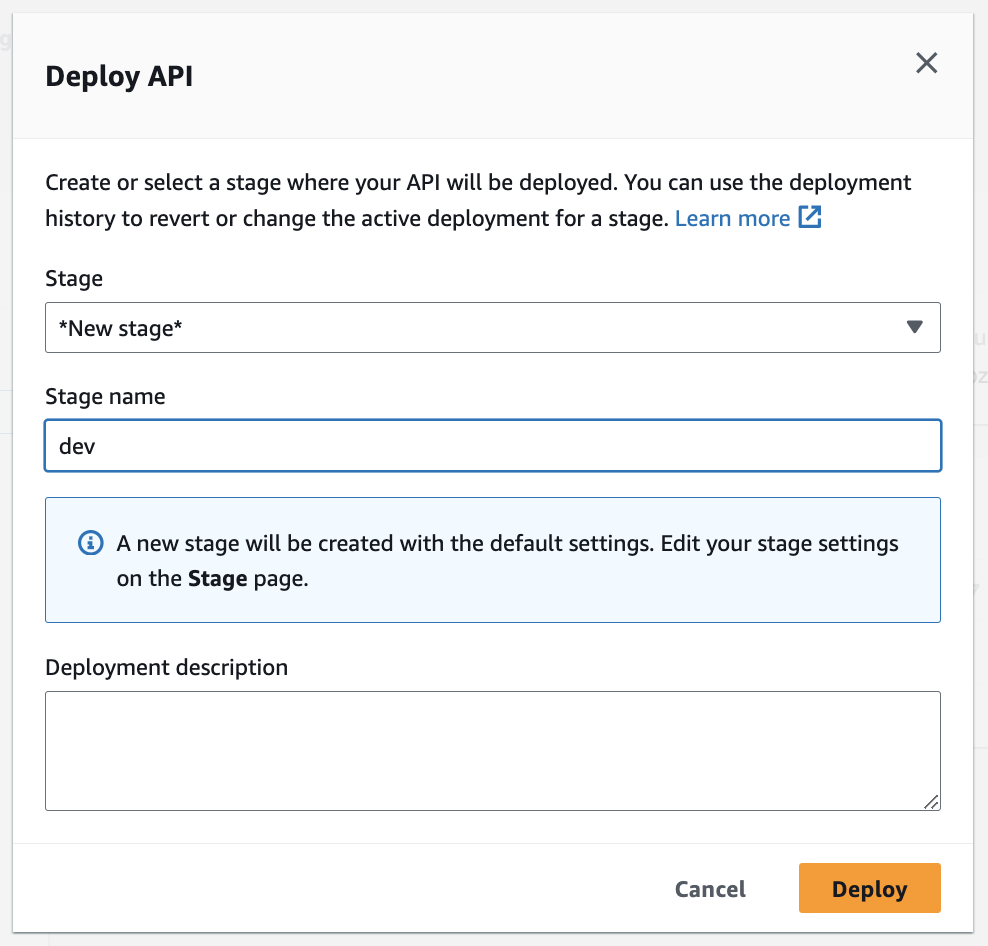 Deploy API
Create or select a stage where your API will be deployed. You can use the deployment
history to revert or change the active deployment for a stage. Learn more
Stage
*New stage*
Stage name
dev
A new stage will be created with the default settings. Edit your stage settings
on the Stage page.
Deployment description
Cancel
Deploy